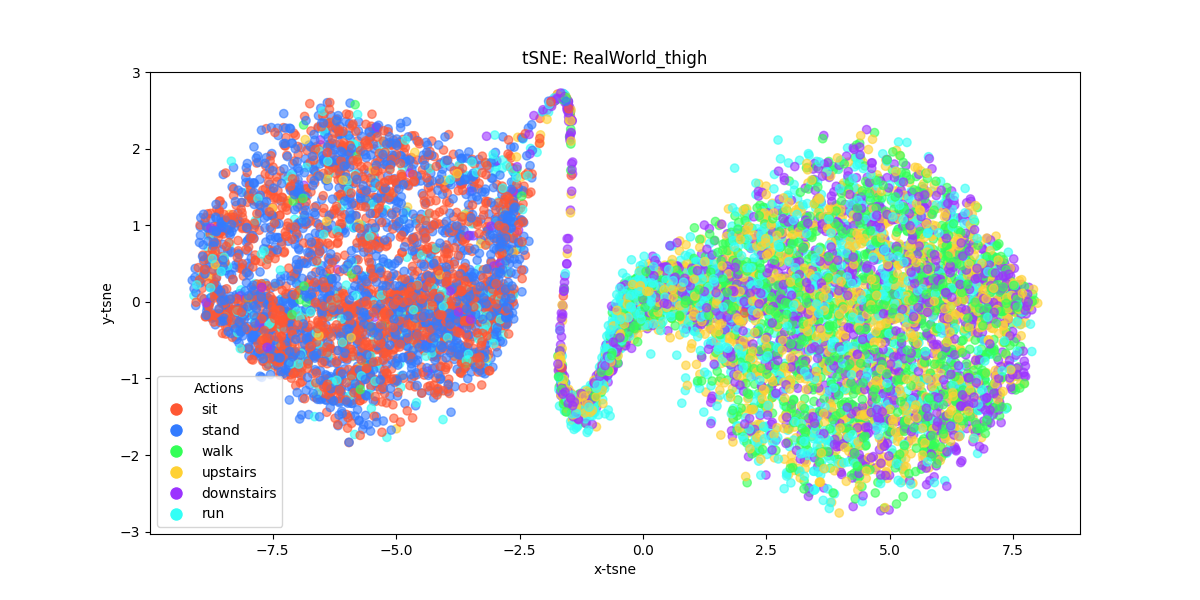 tSNE: RealWorld_thigh
3
2
1
0
−1
−2
−3
y-tsne
Actions
sit
stand
walk
upstairs
downstairs
run
−7.5
−5.0
−2.5
0.0
2.5
5.0
7.5
x-tsne